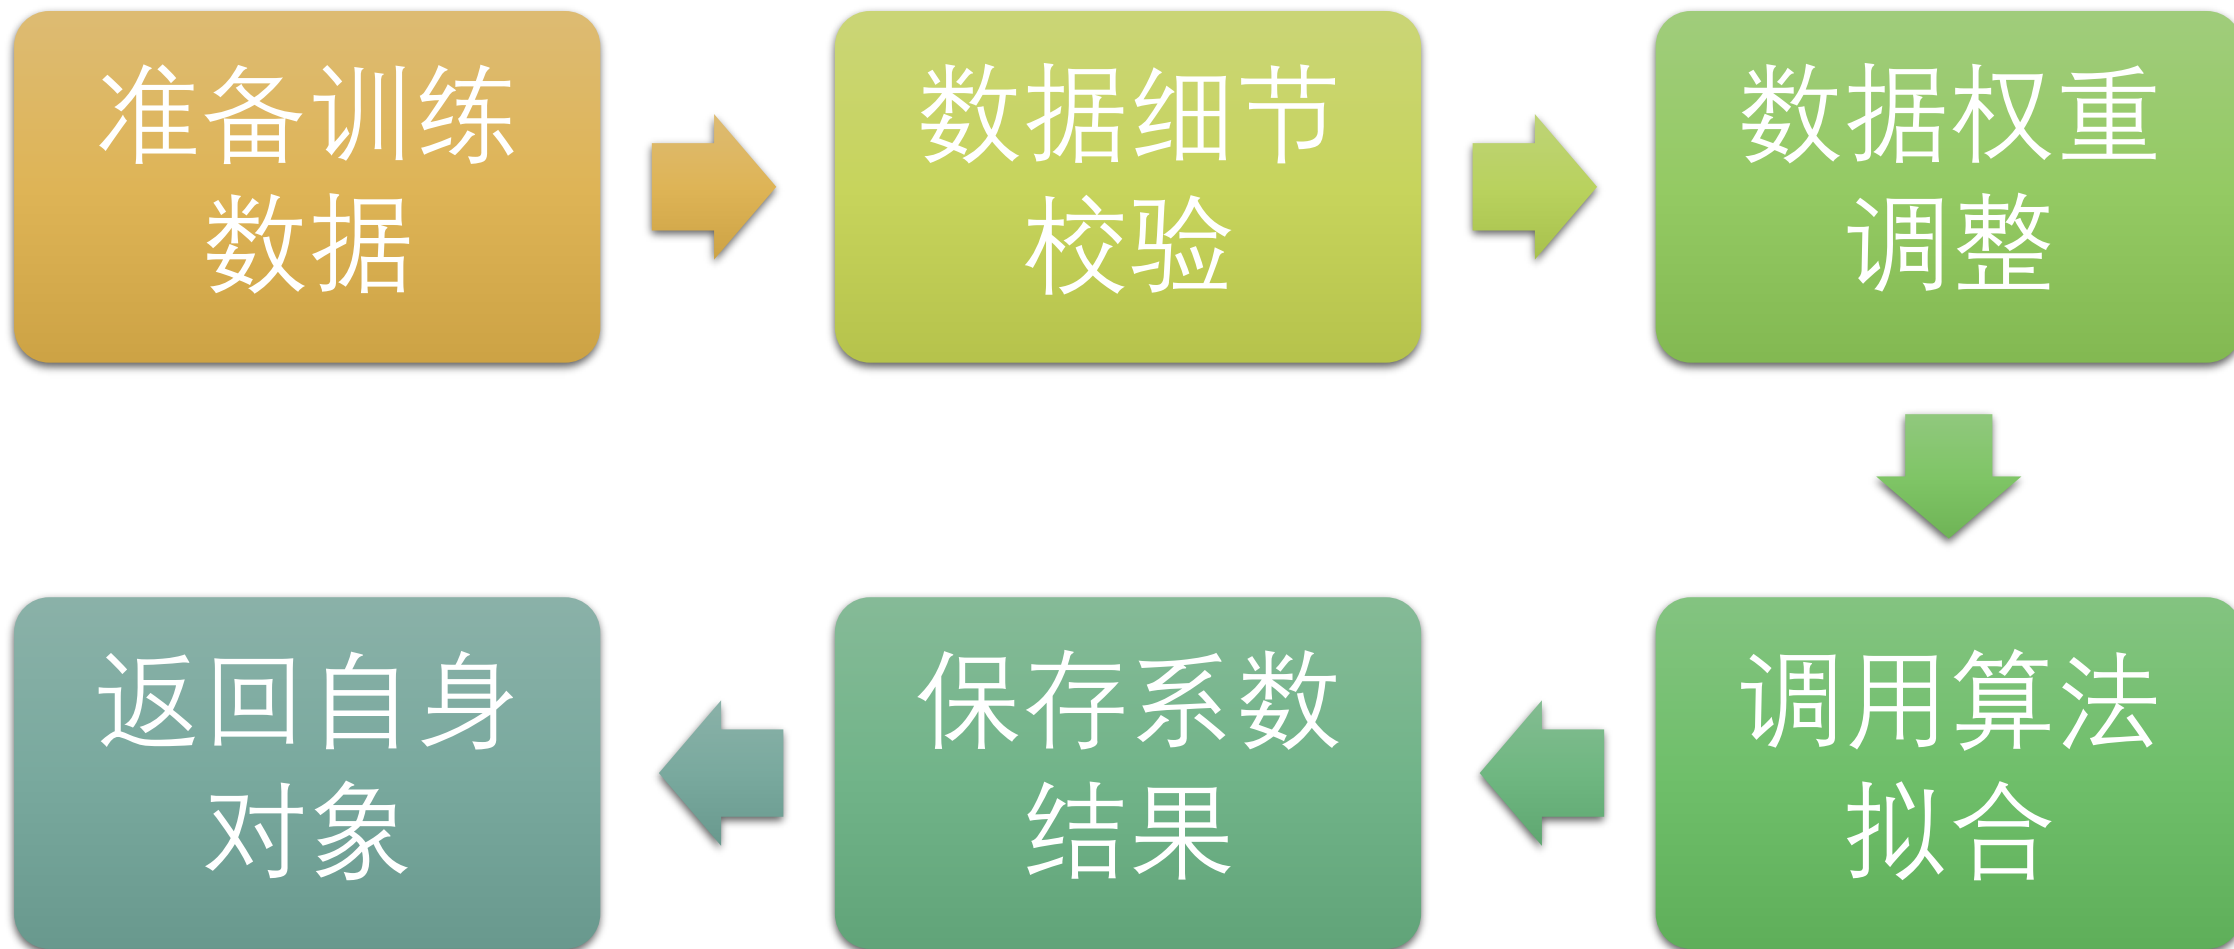 准备训练
数据
数据细节
校验
数据权重
调整
调用算法
拟合
保存系数
结果
返回自身
对象